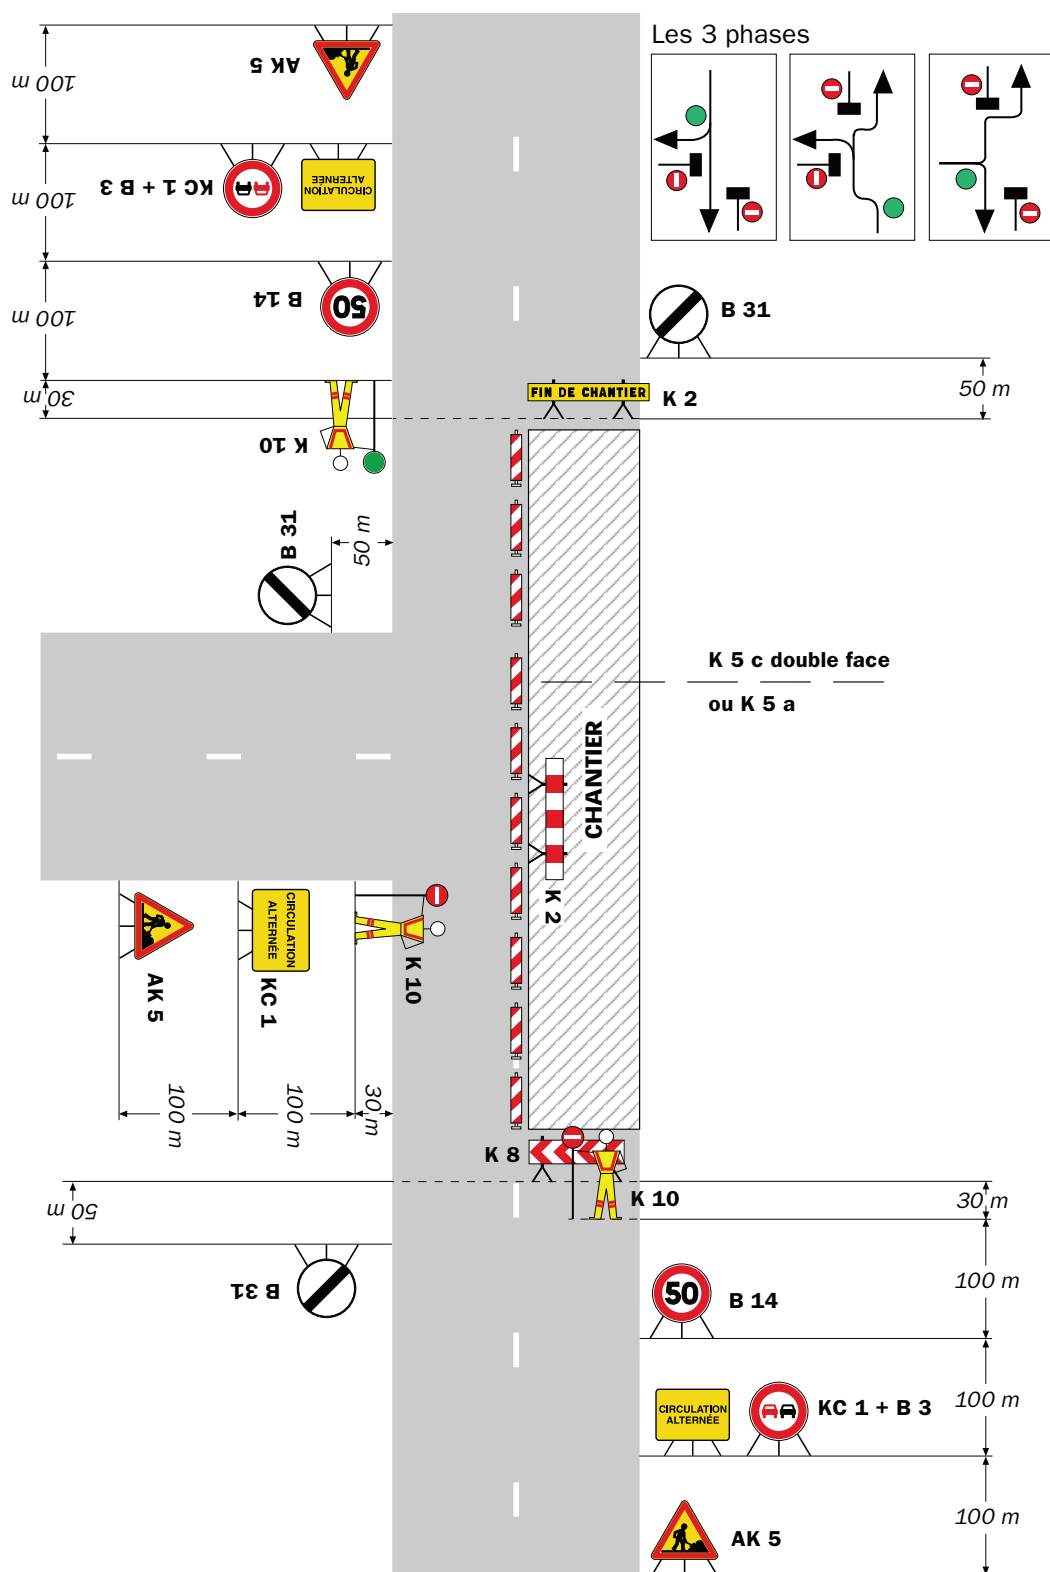 Les 3 phases
AK 5
100 m
KC 1 + B 3
CIRCULATION
ALTERNÉE
100 m
B 14
50
100 m
B 31
50 m
FIN DE CHANTIER
K 2
30 m
K 10
B 31
50 m
K 5 c double face
ou K 5 a
CHANTIER
K 2
AK 5
KC 1
CIRCULATION
ALTERNÉE
K 10
100 m
100 m
30 m
K 8
K 10
30 m
50 m
B 31
50
B 14
100 m
CIRCULATION
ALTERNÉE
KC 1 + B 3
100 m
AK 5
100 m